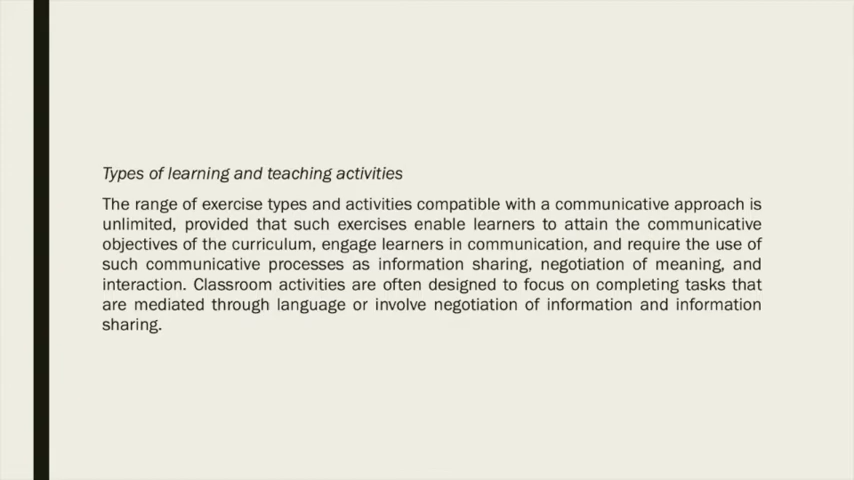 Types of learning and teaching activities
The range of exercise types and activities compatible with a communicative approach is
unlimited, provided that such exercises enable learners to attain the communicative
objectives of the curriculum, engage learners in communication, and require the use of
such communicative processes as information sharing, negotiation of meaning, and
interaction. Classroom activities are often designed to focus on completing tasks that
are mediated through language or involve negotiation of information and information
sharing.